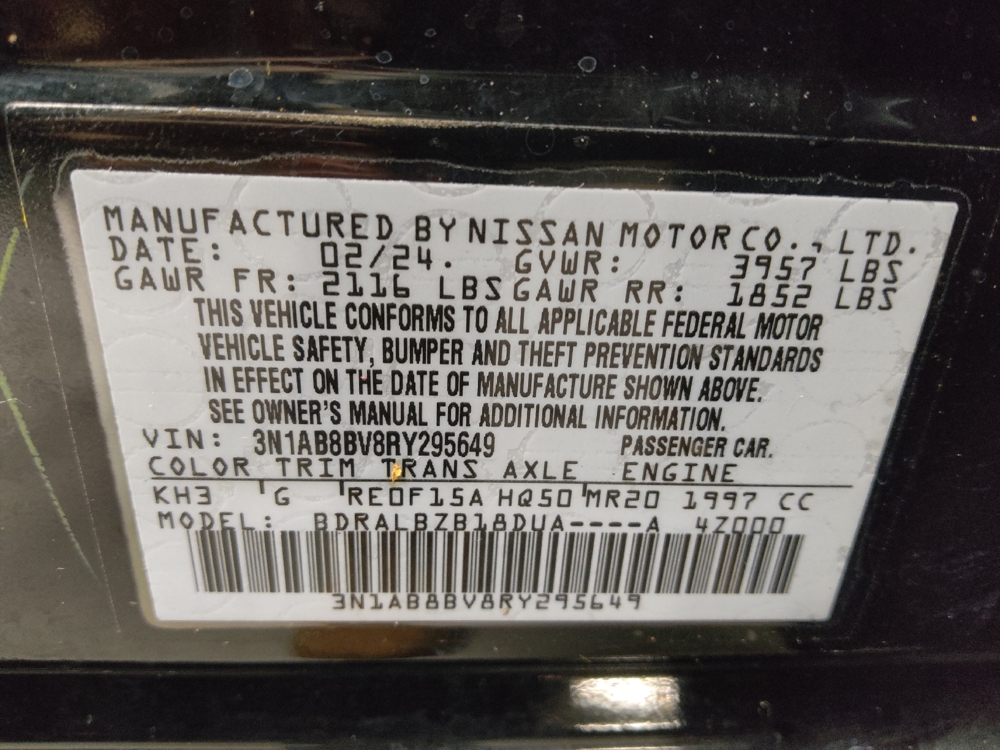 MANUFACTURED BY NISSAN MOTOR CO., LTD.
DATE: 02/24. GVWR: 3957 LBS
GAWR FR: 2116 LBS GAWR RR: 1852 LBS
THIS VEHICLE CONFORMS TO ALL APPLICABLE FEDERAL MOTOR
VEHICLE SAFETY, BUMPER AND THEFT PREVENTION STANDARDS
IN EFFECT ON THE DATE OF MANUFACTURE SHOWN ABOVE.
SEE OWNER'S MANUAL FOR ADDITIONAL INFORMATION.
VIN: 3N1AB8BV8RY295649 PASSENGER CAR.
COLOR TRIM TRANS AXLE ENGINE
KH3 G RE0F15A HQ50 MR20 1997 CC
MODEL: BDRALBZB18DUA----A 4Z000
3N1AB8BV8RY295649